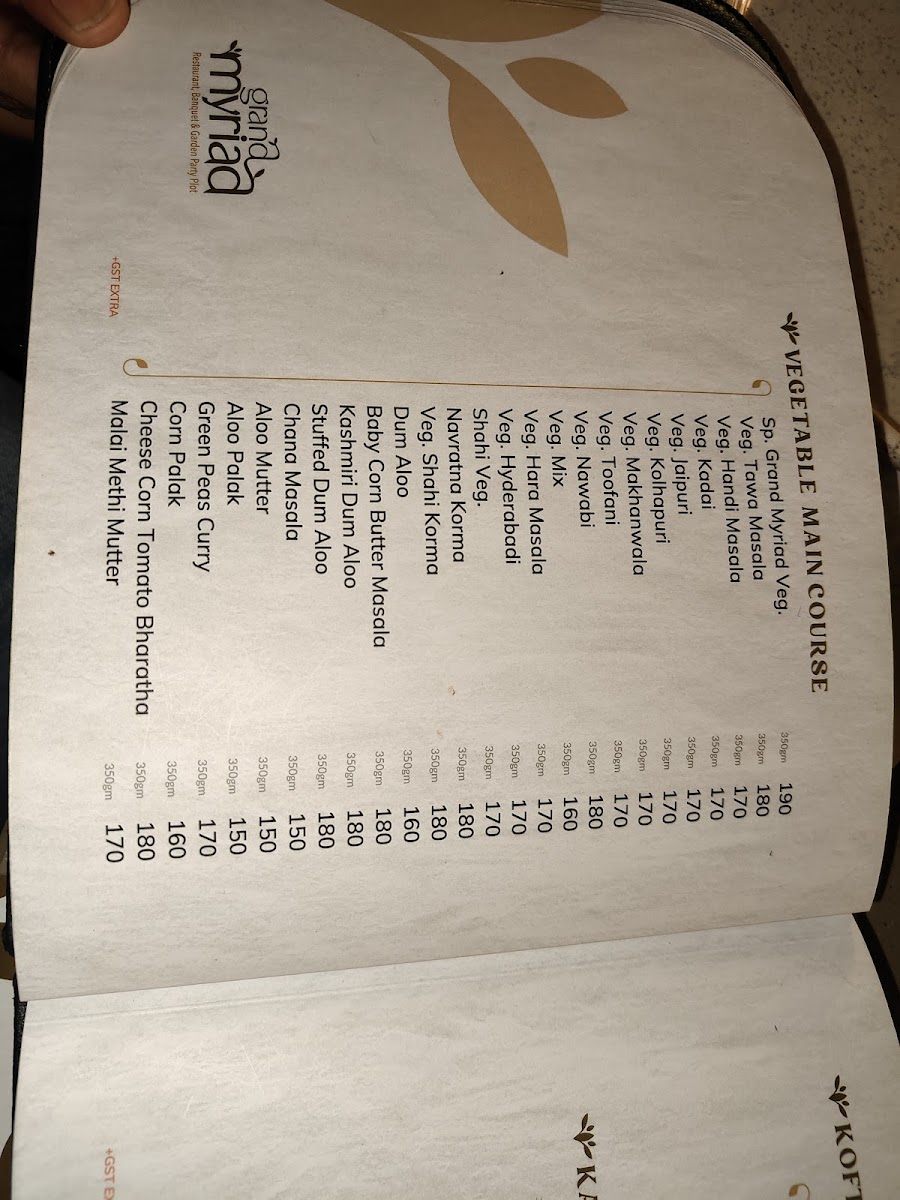 grand
myriad
Restaurant, Banquet & Garden Party Plot
VEGETABLE MAIN COURSE
Sp. Grand Myriad Veg. 350gm 190
Veg. Tawa Masala 350gm 180
Veg. Handi Masala 350gm 170
Veg. Kadai 350gm 170
Veg. Jaipuri 350gm 170
Veg. Kolhapuri 350gm 170
Veg. Makhanwala 350gm 170
Veg. Toofani 350gm 170
Veg. Nawabi 350gm 180
Veg. Mix 350gm 160
Veg. Hara Masala 350gm 170
Veg. Hyderabadi 350gm 170
Shahi Veg. 350gm 170
Navratna Korma 350gm 180
Veg. Shahi Korma 350gm 180
Dum Aloo 350gm 160
Baby Corn Butter Masala 350gm 180
Kashmiri Dum Aloo 350gm 180
Stuffed Dum Aloo 350gm 180
Chana Masala 350gm 150
Aloo Mutter 350gm 150
Aloo Palak 350gm 150
Green Peas Curry 350gm 170
Corn Palak 350gm 160
Cheese Corn Tomato Bharatha 350gm 180
Malai Methi Mutter 350gm 170
+GST EXTRA
KOFT
KA
+GST EX